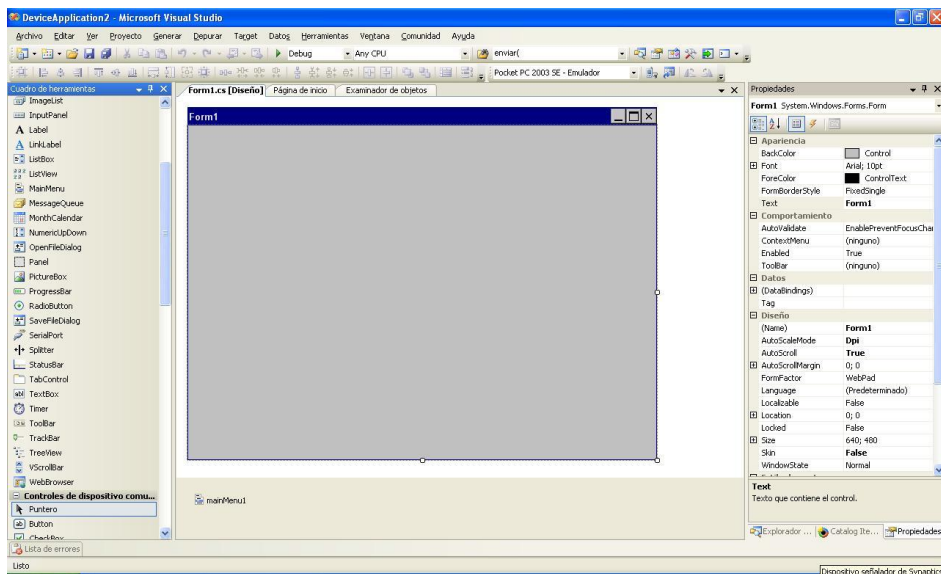 DeviceApplication2 - Microsoft Visual Studio
Archivo Editar Ver Proyecto Generar Depurar Target Datos Herramientas Ventana Comunidad Ayuda
Debug Any CPU enviar(
Pocket PC 2003 SE - Emulador
Cuadro de herramientas
ImageList
InputPanel
Label
LinkLabel
ListBox
ListView
MainMenu
MessageQueue
MonthCalendar
NumericUpDown
OpenFileDialog
Panel
PictureBox
ProgressBar
RadioButton
SaveFileDialog
SerialPort
Splitter
StatusBar
TabControl
TextBox
Timer
ToolBar
TrackBar
TreeView
VScrollBar
WebBrowser
Controles de dispositivo comu...
Puntero
Button
CheckBox
Form1.cs [Diseño] Página de inicio Examinador de objetos
Form1
mainMenu1
Propiedades
Form1 System.Windows.Forms.Form
Apariencia
BackColor Control
Font Arial; 10pt
ForeColor ControlText
FormBorderStyle FixedSingle
Text Form1
Comportamiento
AutoValidate EnablePreventFocusChan
ContextMenu (ninguno)
Enabled True
ToolBar (ninguno)
Datos
(DataBindings)
Tag
Diseño
(Name) Form1
AutoScaleMode Dpi
AutoScroll True
AutoScrollMargin 0; 0
FormFactor WebPad
Language (Predeterminado)
Localizable False
Location 0; 0
Locked False
Size 640; 480
Skin False
WindowState Normal
Text
Texto que contiene el control.
Explorador ... Catalog Ite... Propiedades
Lista de errores
Listo
Dispositivo señalador de Synaptics